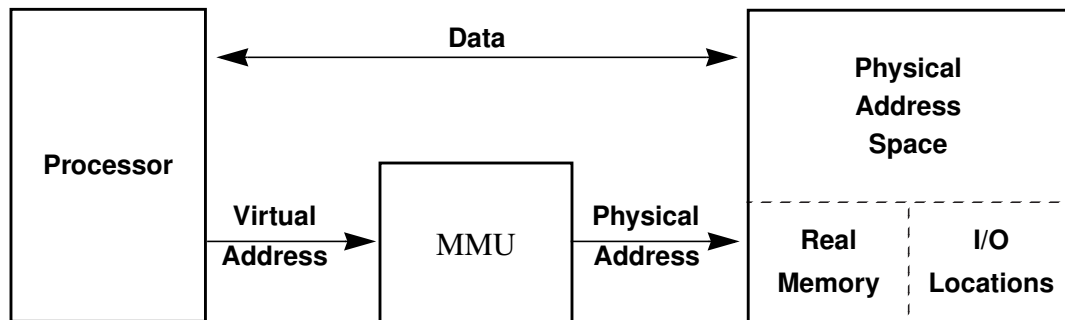 Data
Physical
Address
Space
Processor
Virtual
Address
MMU
Physical
Address
Real
Memory
I/O
Locations